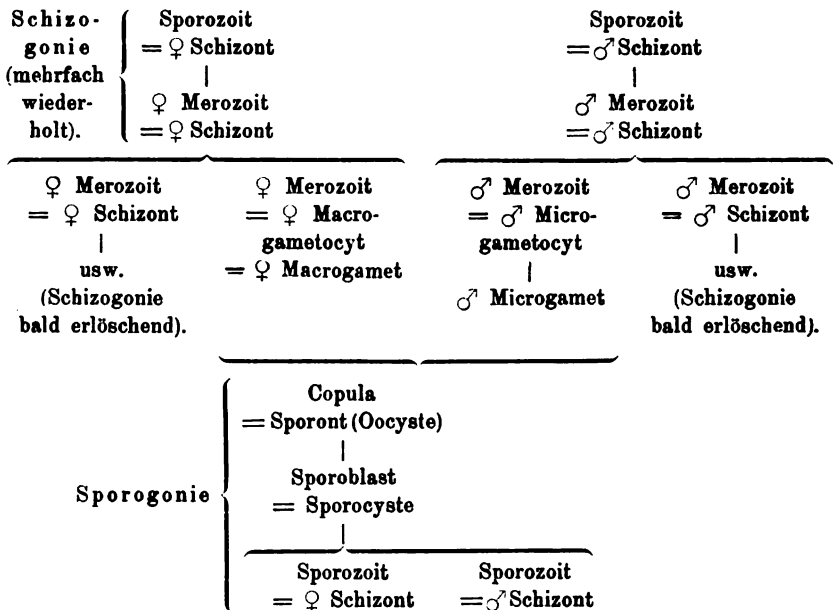 Schizo-
gonie
(mehrfach
wieder-
holt).
Sporozoit
= ♀ Schizont
|
♀ Merozoit
= ♀ Schizont
Sporozoit
= ♂ Schizont
|
♂ Merozoit
= ♂ Schizont
♀ Merozoit
= ♀ Schizont
|
usw.
(Schizogonie
bald erlöschend).
♀ Merozoit
= ♀ Macro-
gametocyt
= ♀ Macrogamet
♂ Merozoit
= ♂ Micro-
gametocyt
|
♂ Microgamet
♂ Merozoit
= ♂ Schizont
|
usw.
(Schizogonie
bald erlöschend).
Sporogonie
Copula
= Sporont (Oocyste)
|
Sporoblast
= Sporocyste
|
Sporozoit
= ♀ Schizont
Sporozoit
= ♂ Schizont